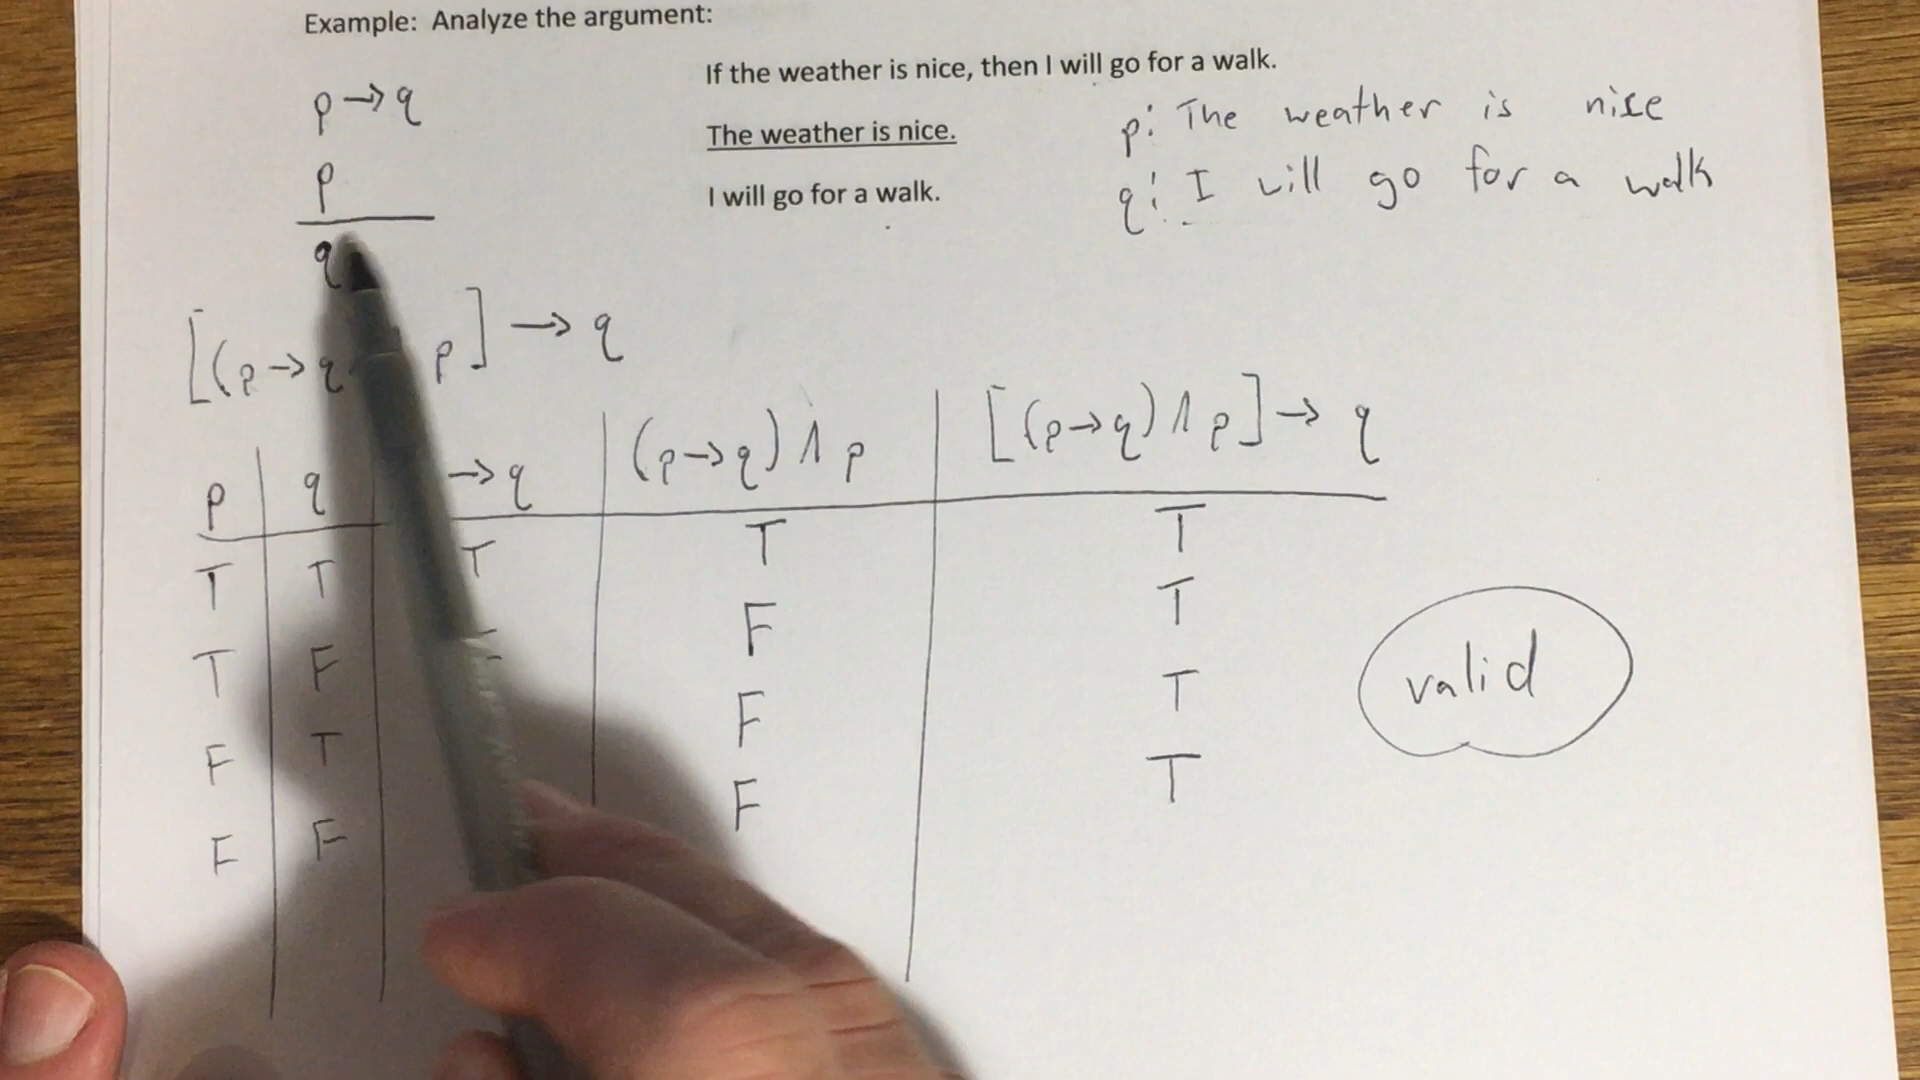 Example: Analyze the argument:
If the weather is nice, then I will go for a walk.
The weather is nice.
I will go for a walk.
p → q
p
q
p: The weather is nice
q: I will go for a walk
[(p → q p] → q
p q → q (p → q) ∧ p [(p → q) ∧ p] → q
T T T T T
T F F T
F T F T
F F F T
valid